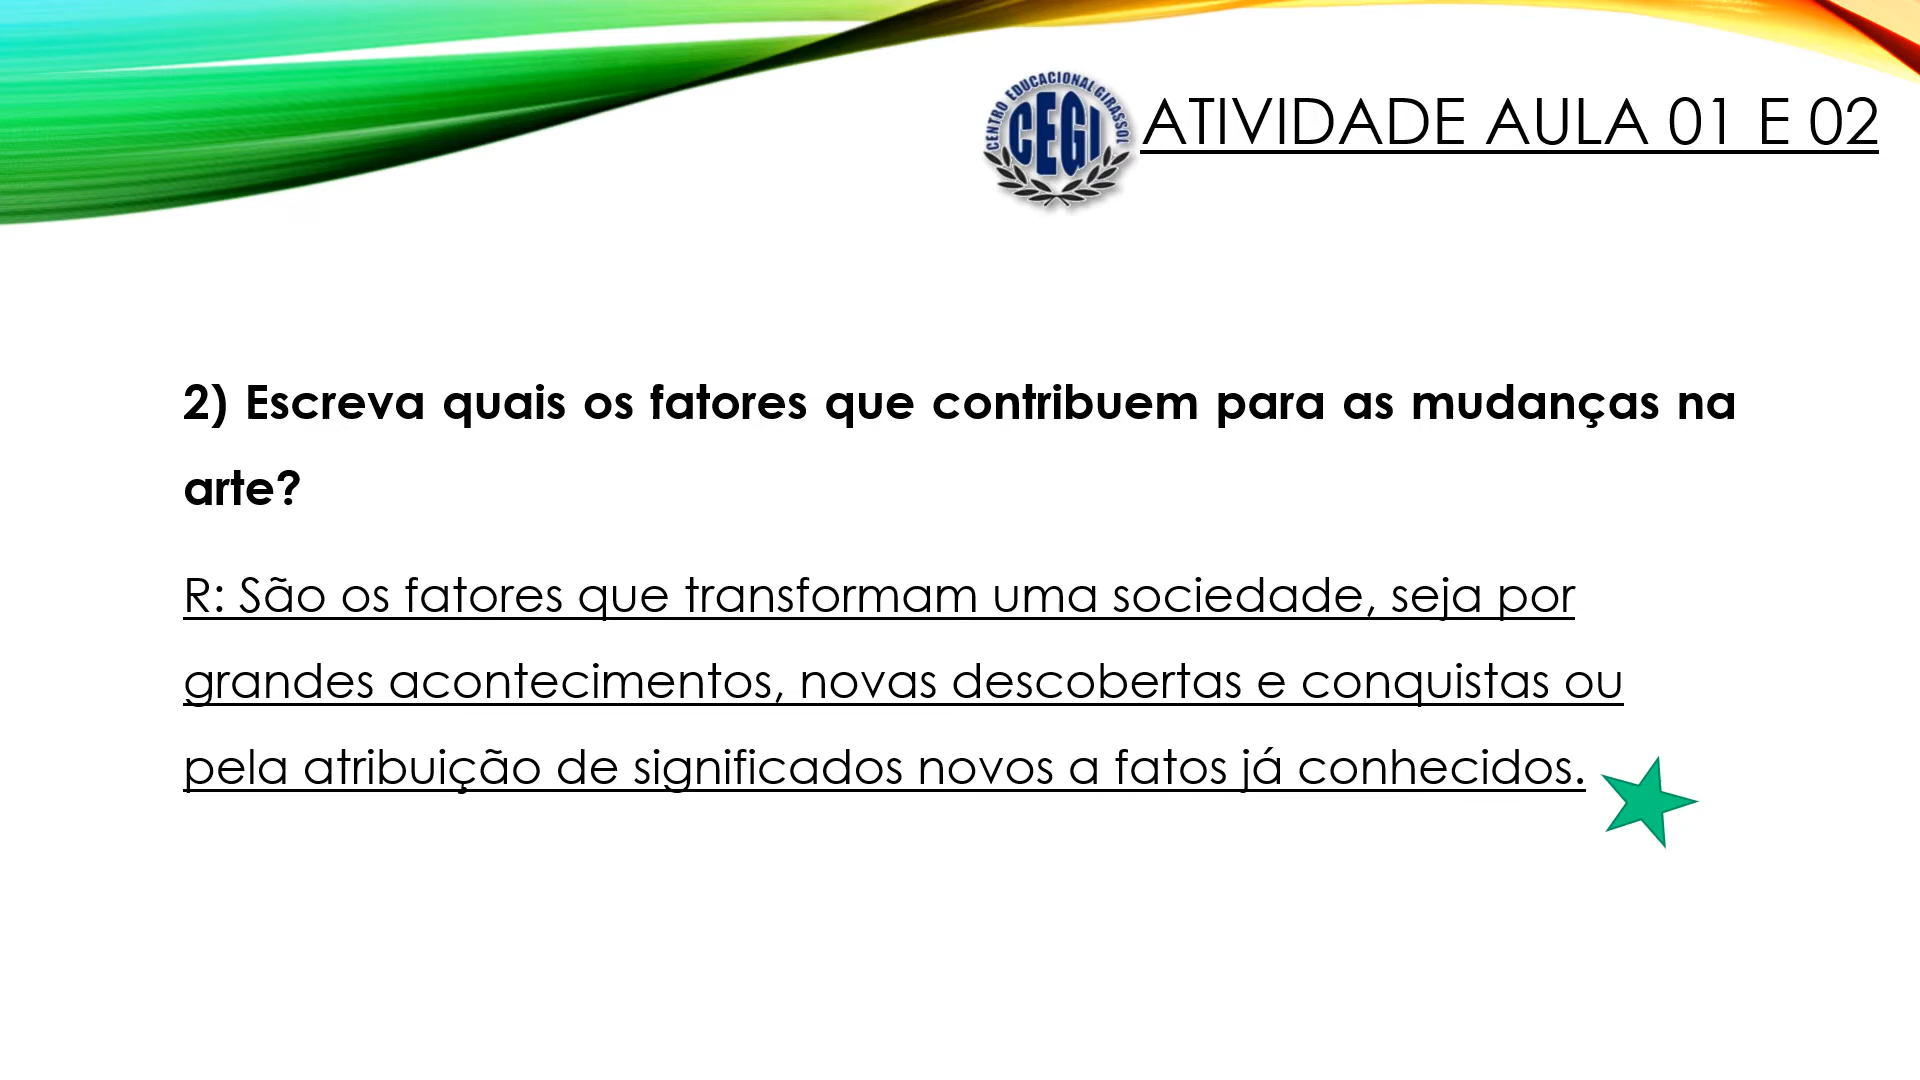 CENTRO EDUCACIONAL GIRASSOL
CEGI
ATIVIDADE AULA 01 E 02
2) Escreva quais os fatores que contribuem para as mudanças na
arte?
R: São os fatores que transformam uma sociedade, seja por
grandes acontecimentos, novas descobertas e conquistas ou
pela atribuição de significados novos a fatos já conhecidos.